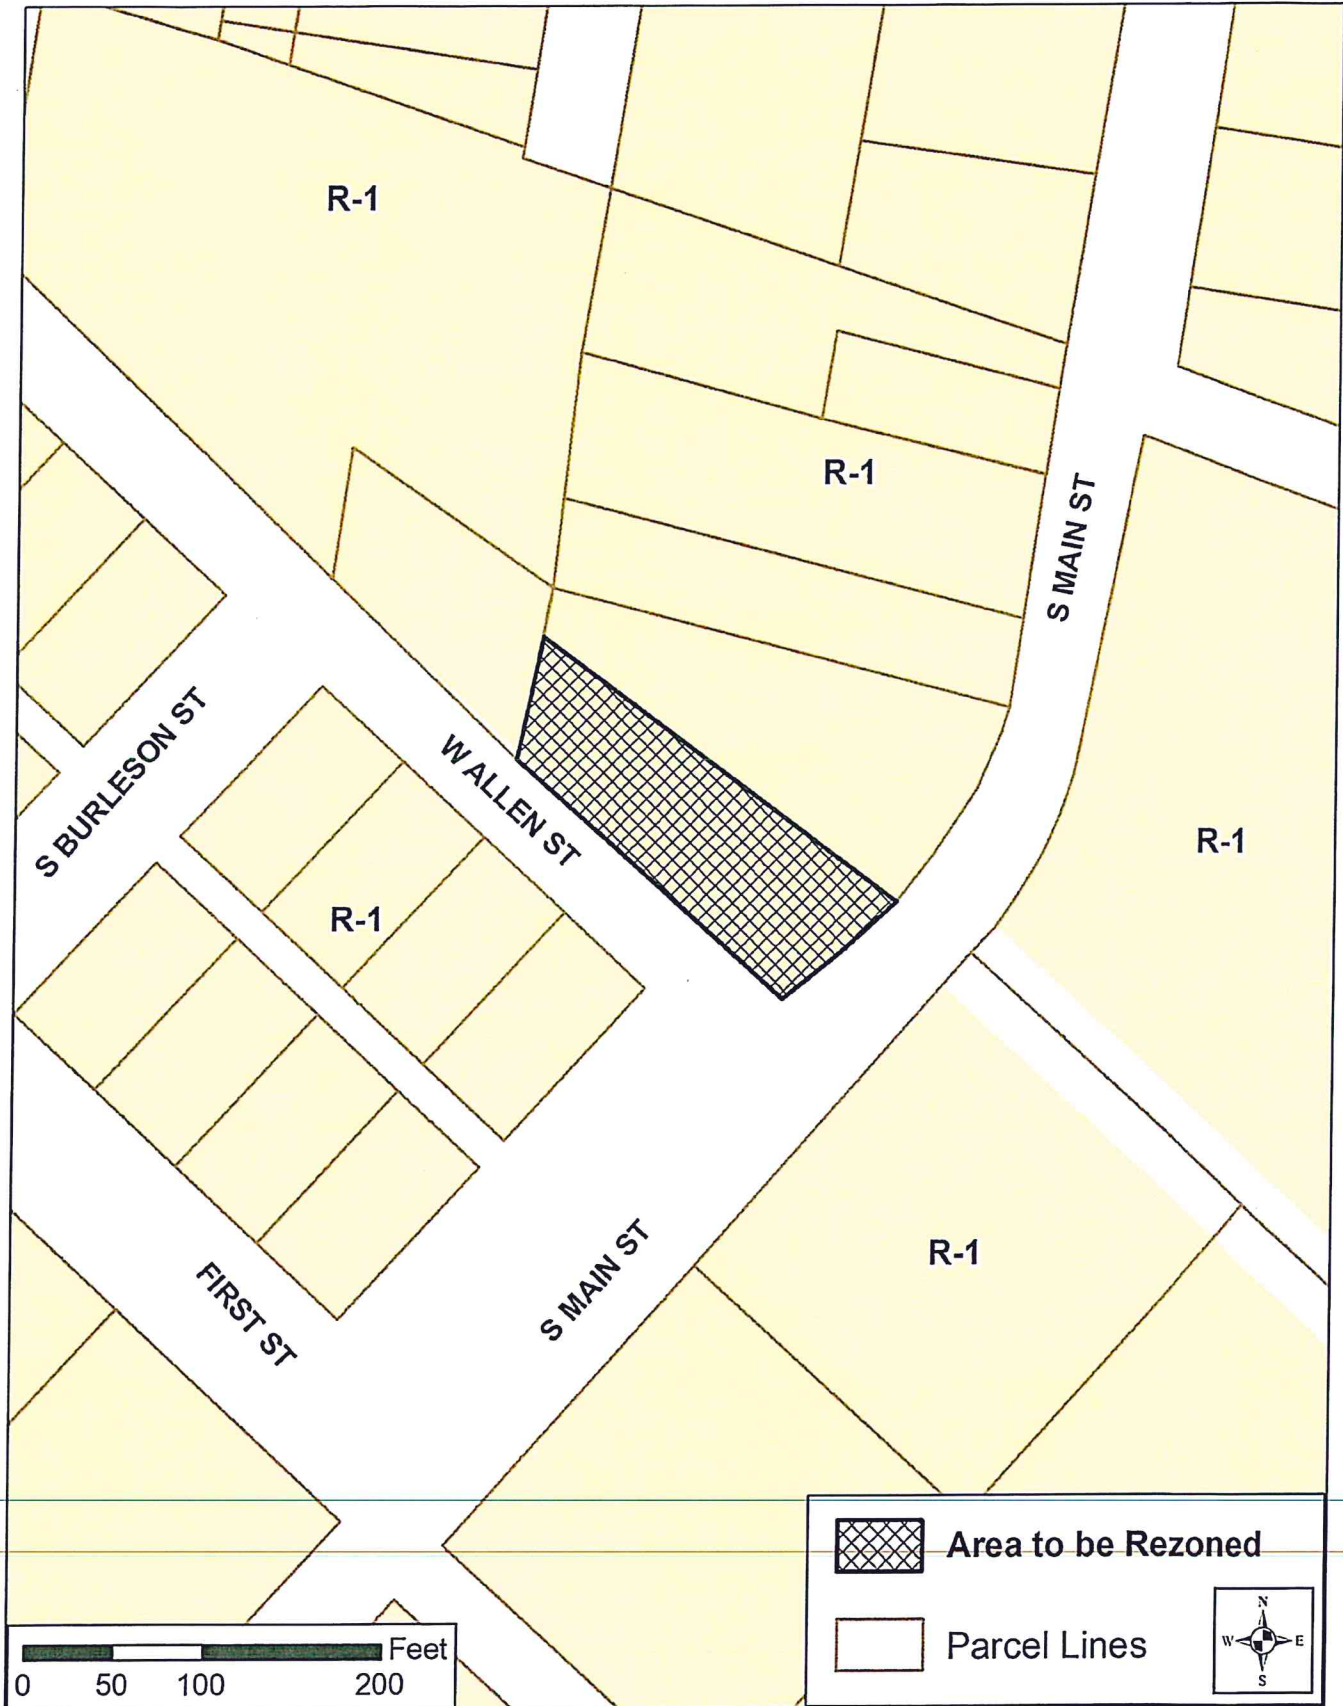 R-1
R-1
S MAIN ST
S BURLESON ST
W ALLEN ST
R-1
R-1
R-1
FIRST ST
S MAIN ST
Area to be Rezoned
Parcel Lines
N
W E
S
Feet
0 50 100 200